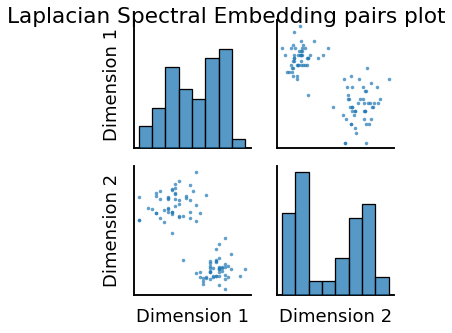 Laplacian Spectral Embedding pairs plot
Dimension 1
Dimension 2
Dimension 1
Dimension 2